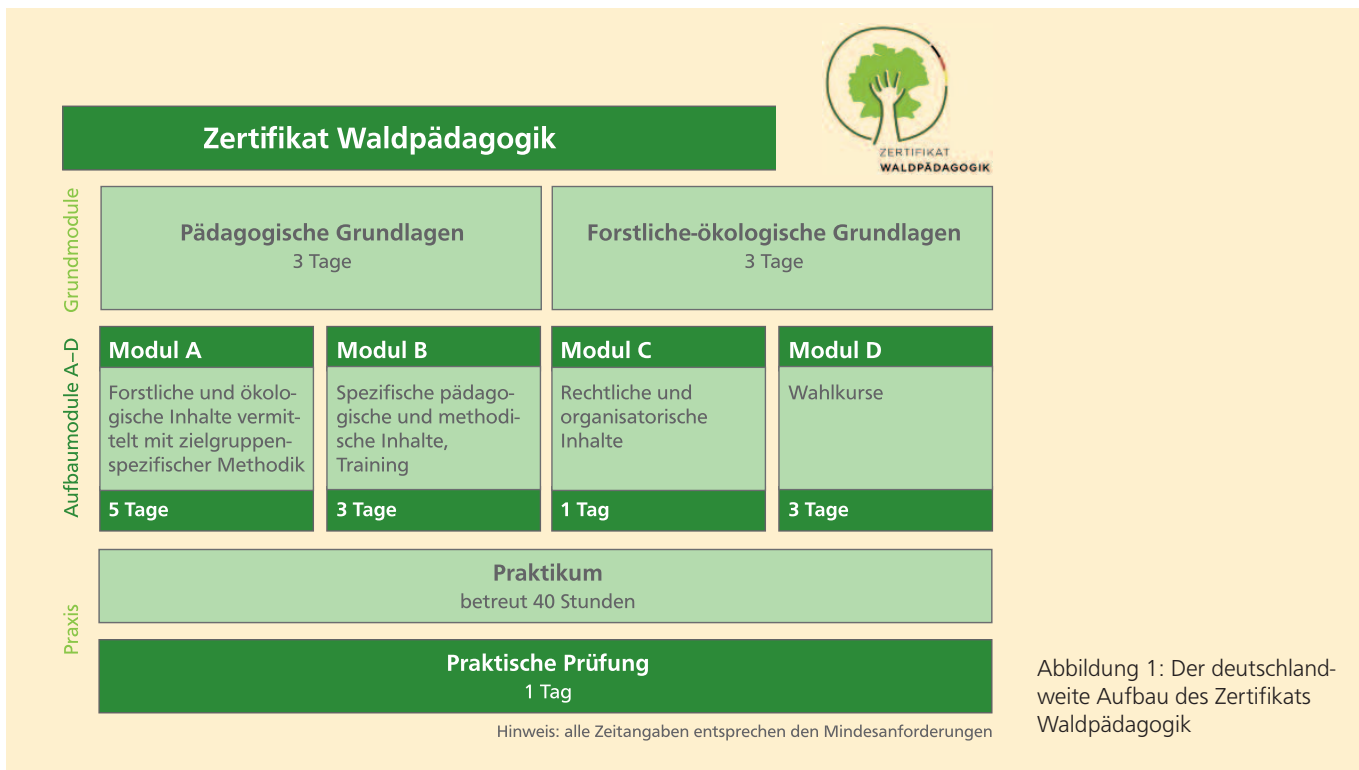 ZERTIFIKAT
WALDPÄDAGOGIK
Zertifikat Waldpädagogik
Grundmodule
Pädagogische Grundlagen
3 Tage
Forstliche-ökologische Grundlagen
3 Tage
Aufbaumodule A–D
Modul A
Forstliche und ökolo-
gische Inhalte vermit-
telt mit zielgruppen-
spezifischer Methodik
5 Tage
Modul B
Spezifische pädago-
gische und methodi-
sche Inhalte,
Training
3 Tage
Modul C
Rechtliche und
organisatorische
Inhalte
1 Tag
Modul D
Wahlkurse
3 Tage
Praxis
Praktikum
betreut 40 Stunden
Praktische Prüfung
1 Tag
Hinweis: alle Zeitangaben entsprechen den Mindesanforderungen
Abbildung 1: Der deutschland-
weite Aufbau des Zertifikats
Waldpädagogik